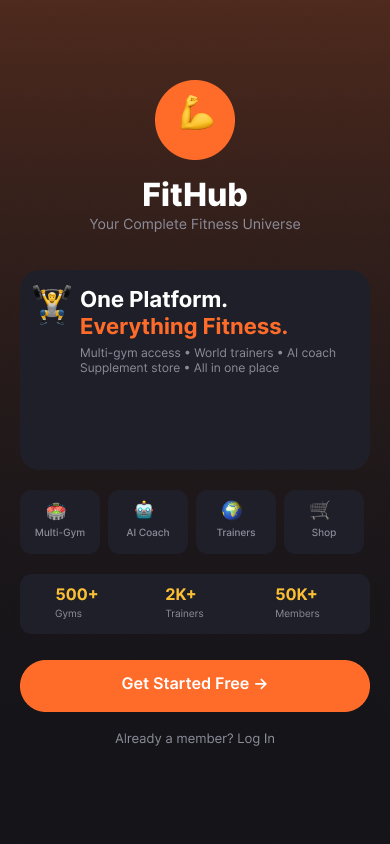 FitHub
Your Complete Fitness Universe
One Platform.
Everything Fitness.
Multi-gym access • World trainers • AI coach
Supplement store • All in one place
Multi-Gym
AI Coach
Trainers
Shop
500+
2K+
50K+
Gyms
Trainers
Members
Get Started Free →
Already a member? Log In